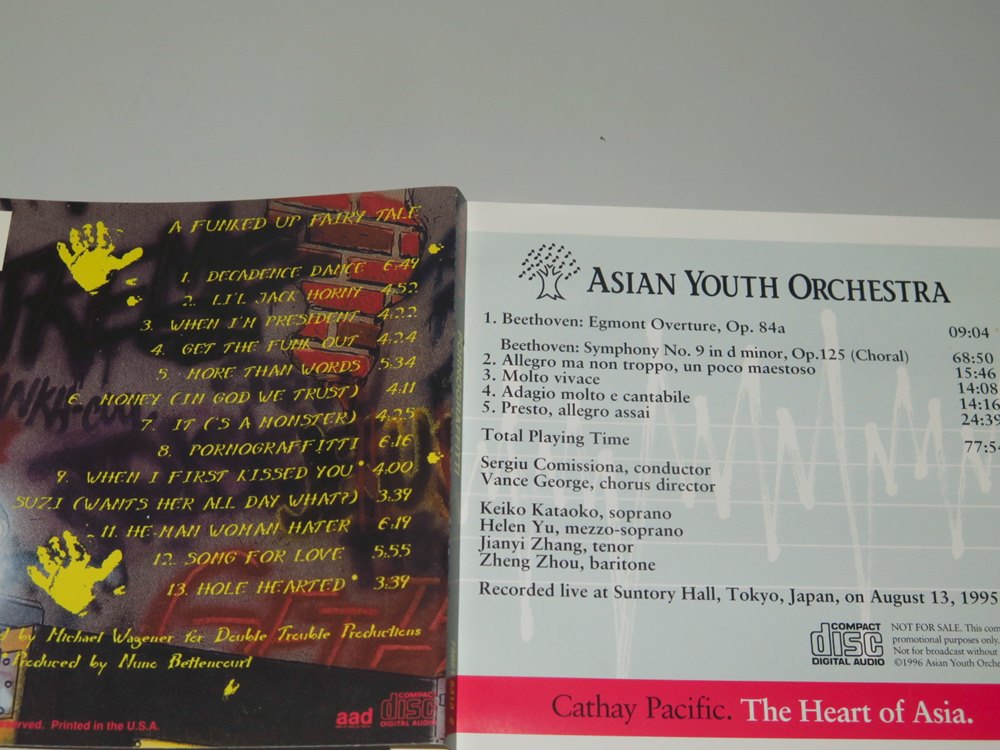 A FUNKED UP FAIRY TALE
1. DECADENCE DANCE 6:49
2. LI'L JACK HORNY 4:52
3. WHEN I'M PRESIDENT 4:22
4. GET THE FUNK OUT 4:24
5. MORE THAN WORDS 5:34
6. MONEY (IN GOD WE TRUST) 4:11
7. IT ('S A MONSTER) 4:25
8. PORNOGRAFFITTI 6:16
9. WHEN I FIRST KISSED YOU* 4:00
SUZI (WANTS HER ALL DAY WHAT?) 3:39
11. HE-MAN WOMAN HATER 6:19
12. SONG FOR LOVE 5:55
13. HOLE HEARTED* 3:39
by Michael Wagener for Double Trouble Productions
Produced by Nuno Bettencourt
Printed in the U.S.A.
aad
COMPACT
disc
DIGITAL AUDIO
ASIAN YOUTH ORCHESTRA
1. Beethoven: Egmont Overture, Op. 84a 09:04
Beethoven: Symphony No. 9 in d minor, Op.125 (Choral) 68:50
2. Allegro ma non troppo, un poco maestoso 15:46
3. Molto vivace 14:08
4. Adagio molto e cantabile 14:16
5. Presto, allegro assai 24:39
Total Playing Time 77:54
Sergiu Comissiona, conductor
Vance George, chorus director
Keiko Kataoko, soprano
Helen Yu, mezzo-soprano
Jianyi Zhang, tenor
Zheng Zhou, baritone
Recorded live at Suntory Hall, Tokyo, Japan, on August 13, 1995
COMPACT
disc
DIGITAL AUDIO
NOT FOR SALE. This
promotional purposes only.
Not for broadcast without
©1996 Asian Youth
Cathay Pacific. The Heart of Asia.